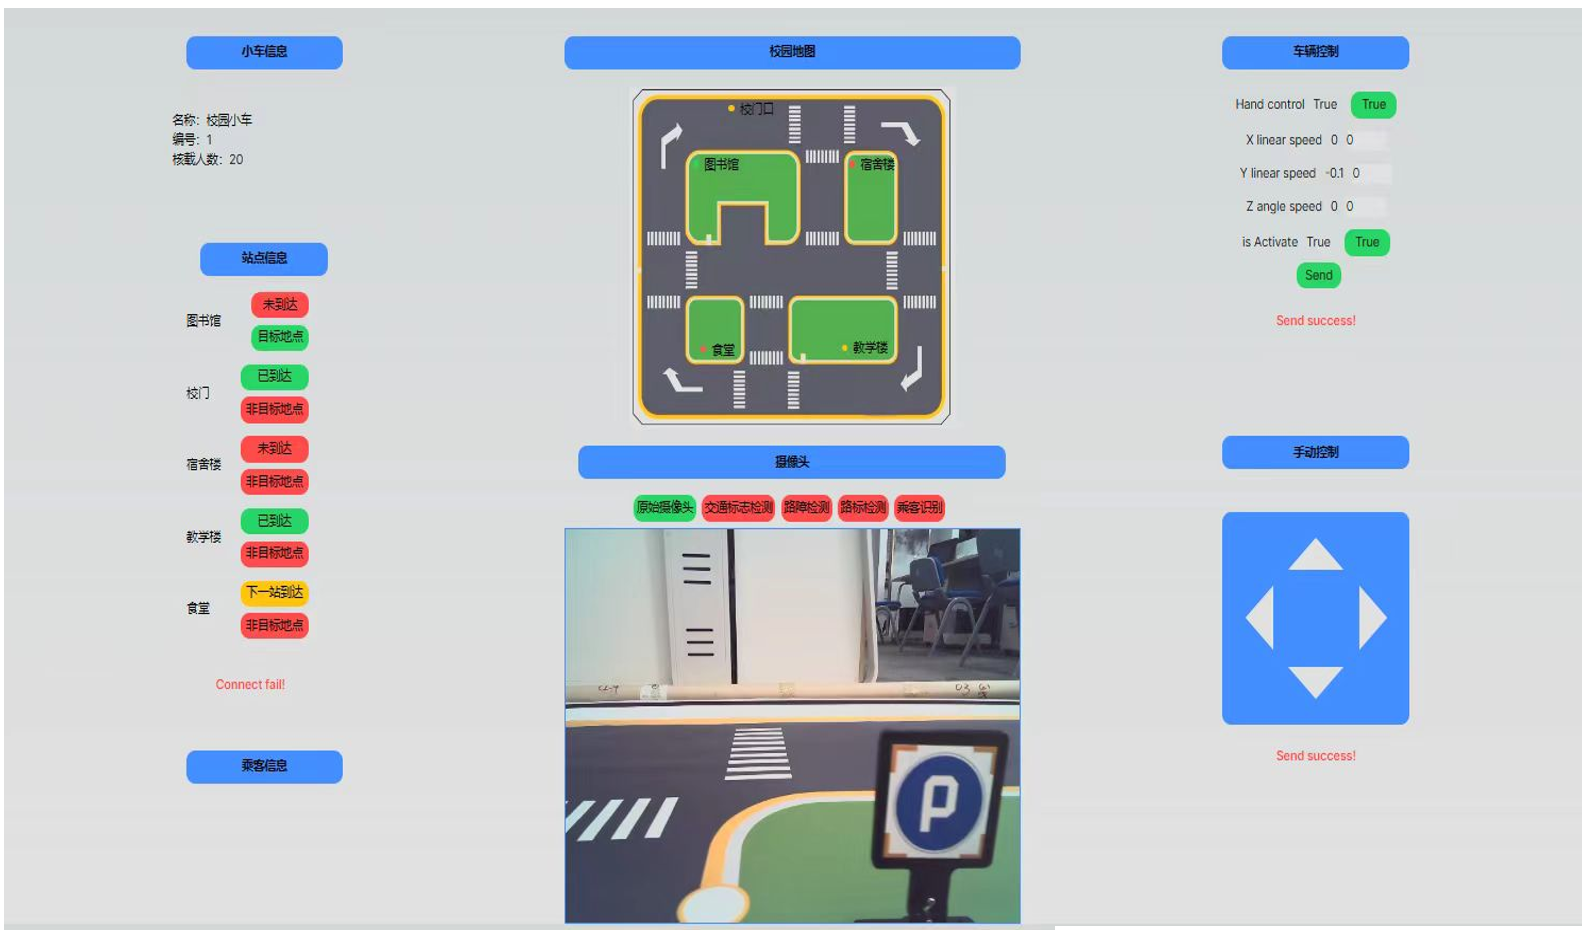 小车信息
名称：校园小车
编号：1
核载人数：20
站点信息
图书馆
未到达
目标地点
校门
已到达
非目标地点
宿舍楼
未到达
非目标地点
教学楼
已到达
非目标地点
食堂
下一站到达
非目标地点
Connect fail!
乘客信息
校园地图
校门口
图书馆
宿舍楼
食堂
教学楼
摄像头
原始摄像头 交通标志检测 路障检测 路标检测 乘客识别
P
车辆控制
Hand control True True
X linear speed 0 0
Y linear speed -0.1 0
Z angle speed 0 0
is Activate True True
Send
Send success!
手动控制
Send success!